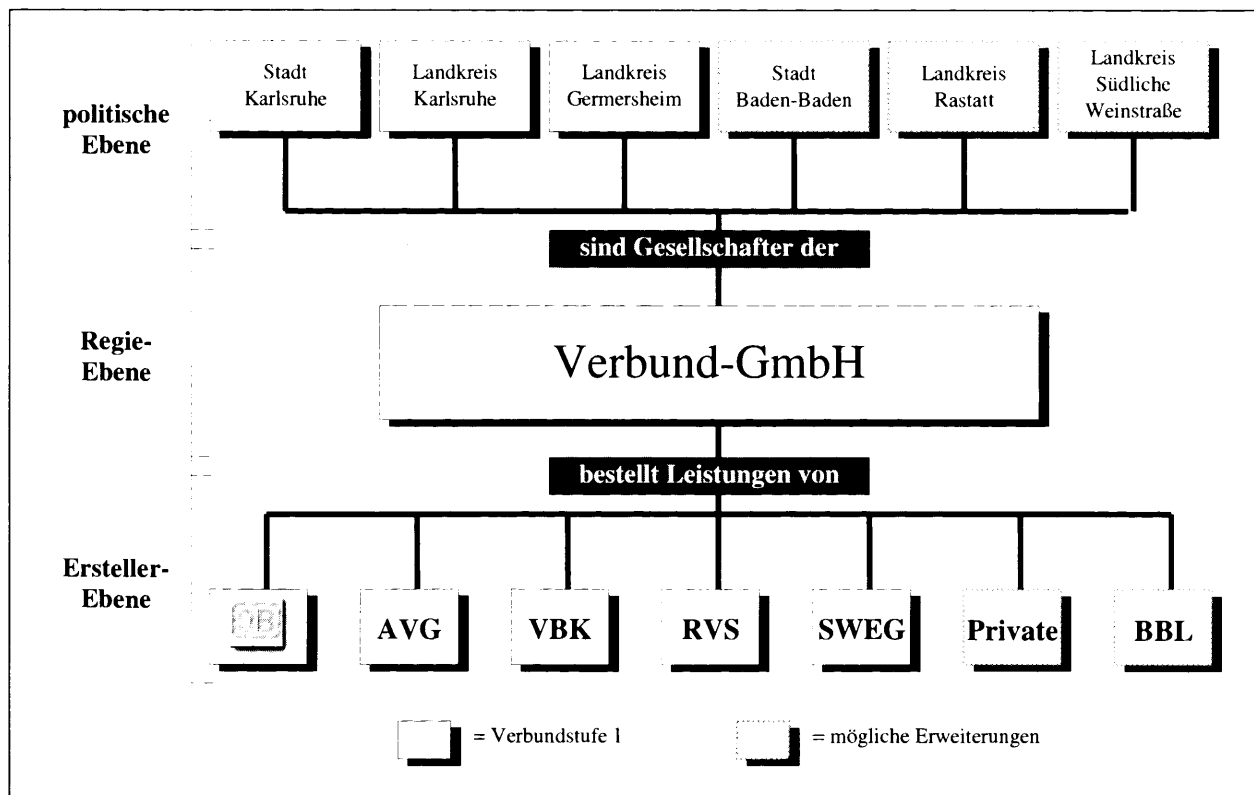 politische
Ebene
Stadt
Karlsruhe
Landkreis
Karlsruhe
Landkreis
Germersheim
Stadt
Baden-Baden
Landkreis
Rastatt
Landkreis
Südliche
Weinstraße
sind Gesellschafter der
Regie-
Ebene
Verbund-GmbH
bestellt Leistungen von
Ersteller-
Ebene
DB
AVG
VBK
RVS
SWEG
Private
BBL
= Verbundstufe 1
= mögliche Erweiterungen